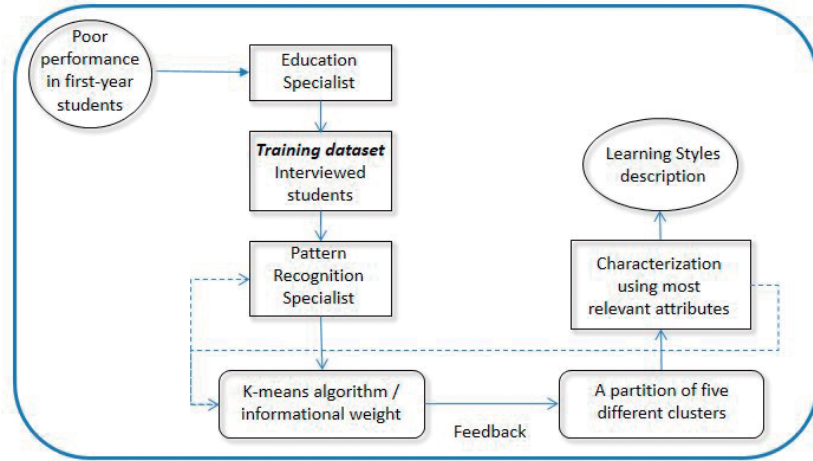 Poor
performance
in first-year
students
Education
Specialist
Training dataset
Interviewed
students
Pattern
Recognition
Specialist
K-means algorithm /
informational weight
Feedback
A partition of five
different clusters
Characterization
using most
relevant attributes
Learning Styles
description